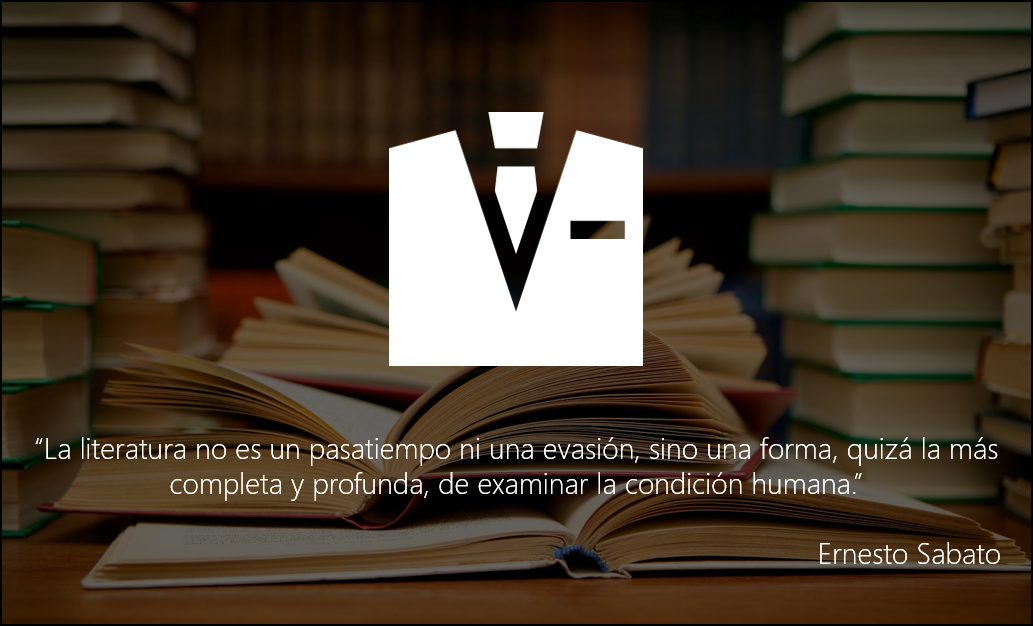 “La literatura no es un pasatiempo ni una evasión, sino una forma, quizá la más
completa y profunda, de examinar la condición humana.”
Ernesto Sabato